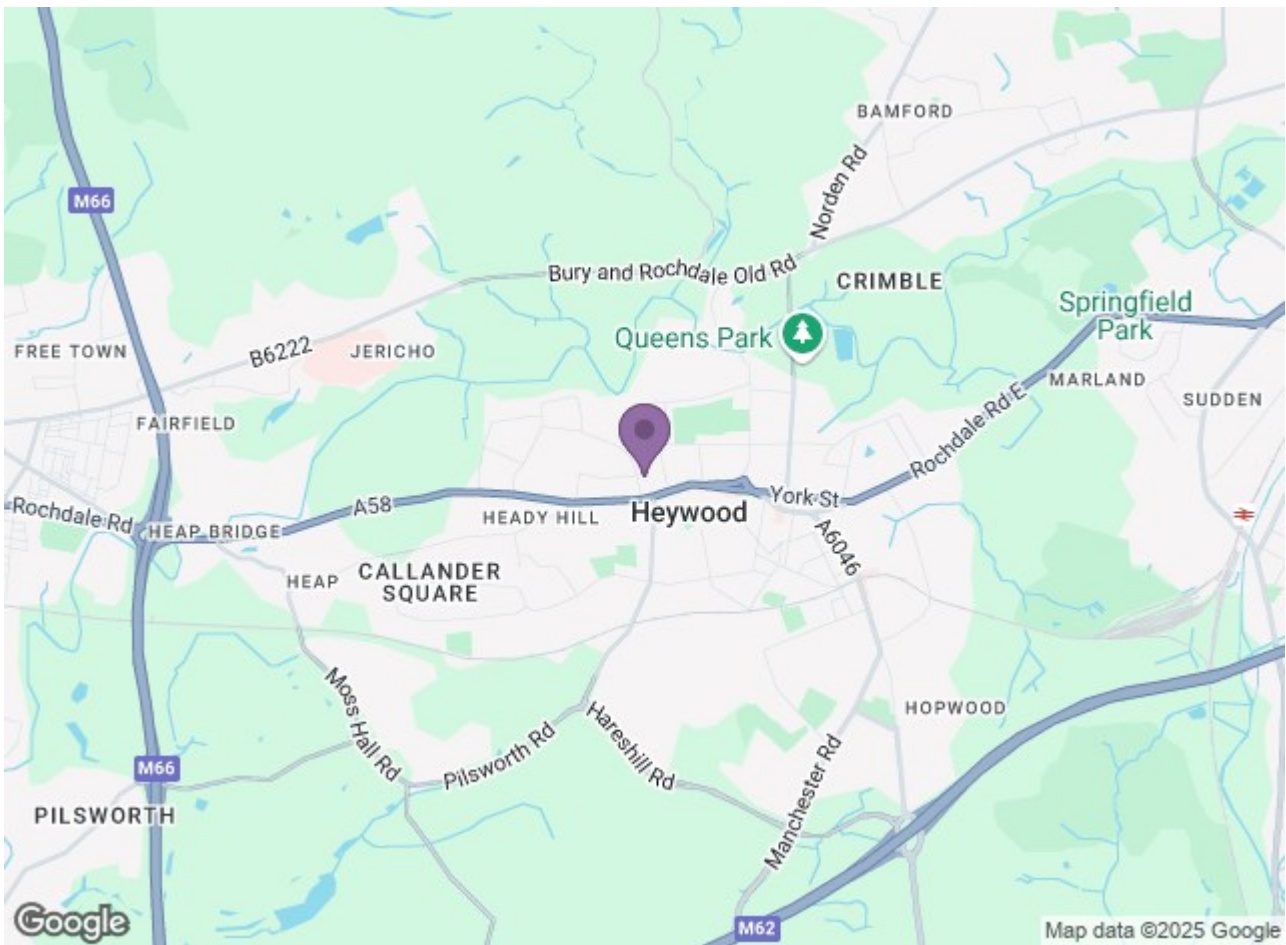 BAMFORD
Norden Rd
M66
Bury and Rochdale Old Rd
CRIMBLE
Springfield
Park
Queens Park
FREE TOWN
B6222
JERICHO
MARLAND
SUDDEN
FAIRFIELD
Rochdale Rd E
A58
York St
Rochdale Rd
HEADY HILL
Heywood
HEAP BRIDGE
A6046
HEAP
CALLANDER
SQUARE
Moss Hall Rd
Hareshill Rd
HOPWOOD
Pilsworth Rd
Manchester Rd
M66
PILSWORTH
Google
M62
Map data ©2025 Google